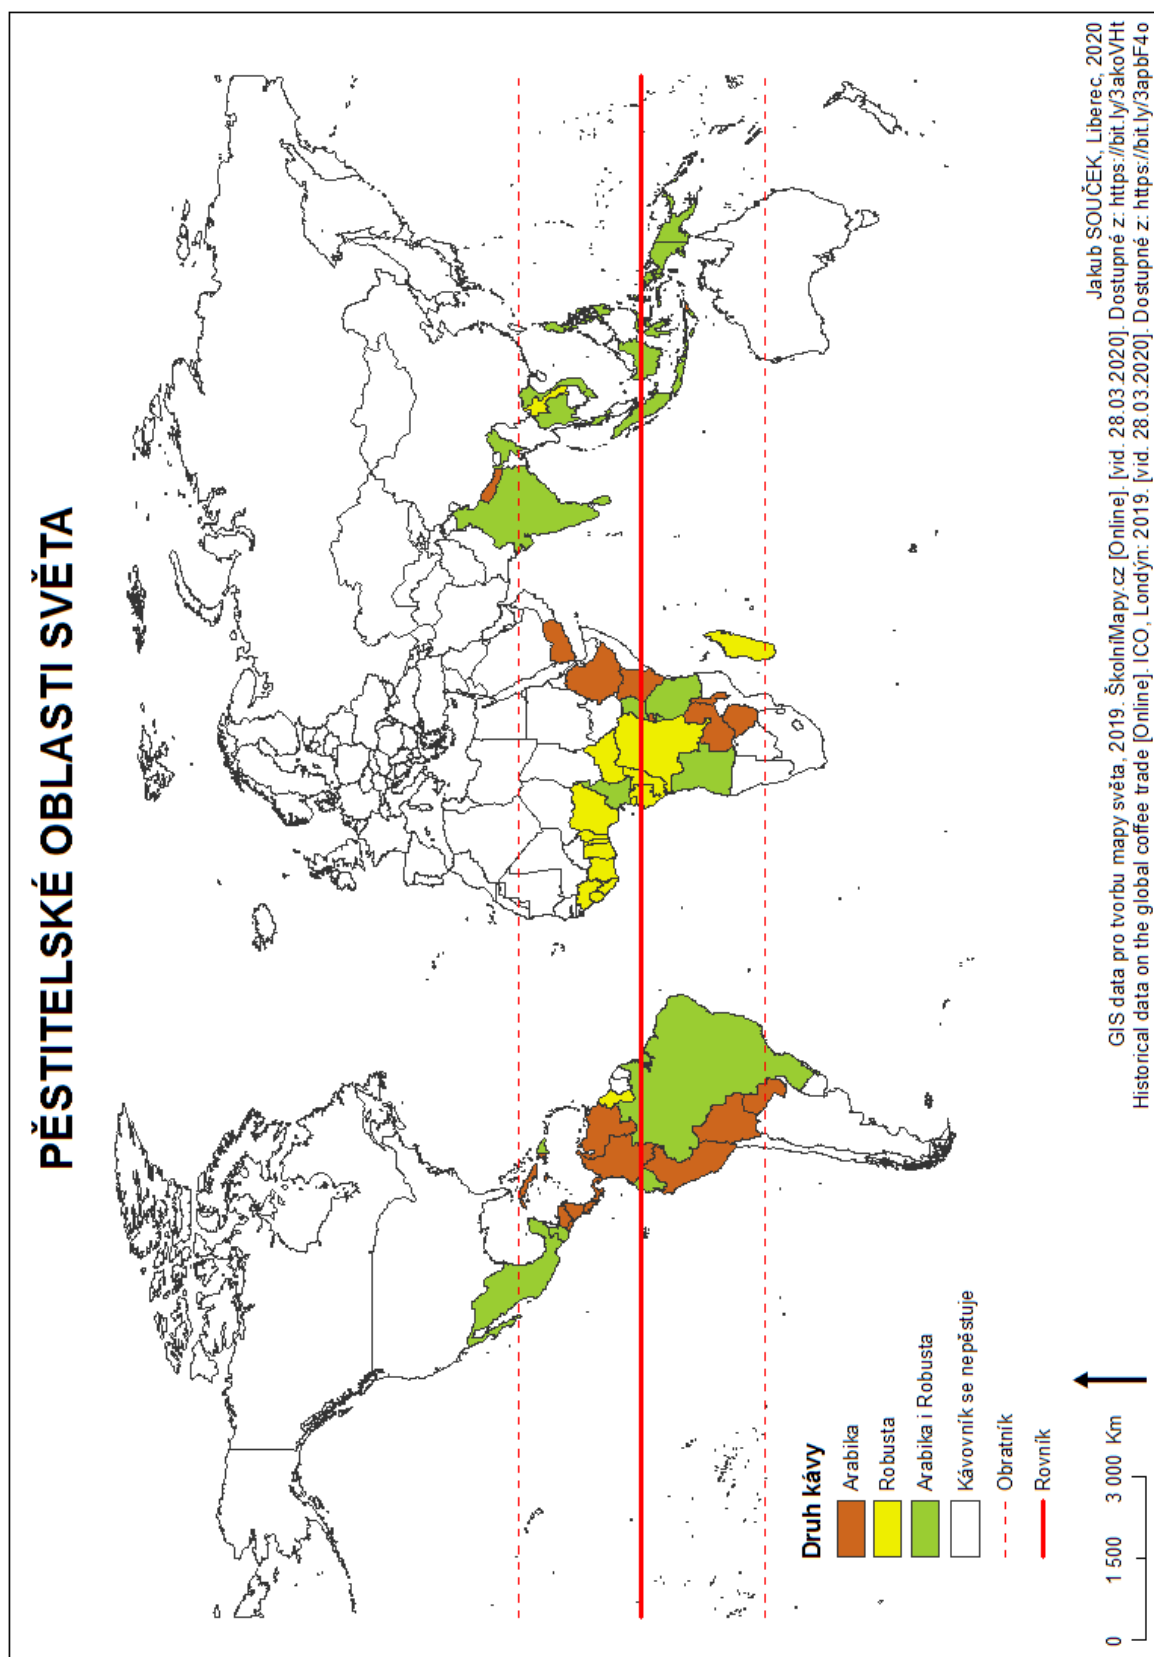 PĚSTITELSKÉ OBLASTI SVĚTA
Druh kávy
Arabika
Robusta
Arabika i Robusta
Kávovník se nepěstuje
Obratník
Rovník
0 1 500 3 000 Km
Jakub SOUČEK, Liberec, 2020
GIS data pro tvorbu mapy světa, 2019. ŠkolníMapy.cz [Online]. [vid. 28.03.2020]. Dostupné z: https://bit.ly/3akoVHt
Historical data on the global coffee trade [Online]. ICO, Londýn: 2019. [vid. 28.03.2020]. Dostupné z: https://bit.ly/3apbF4o